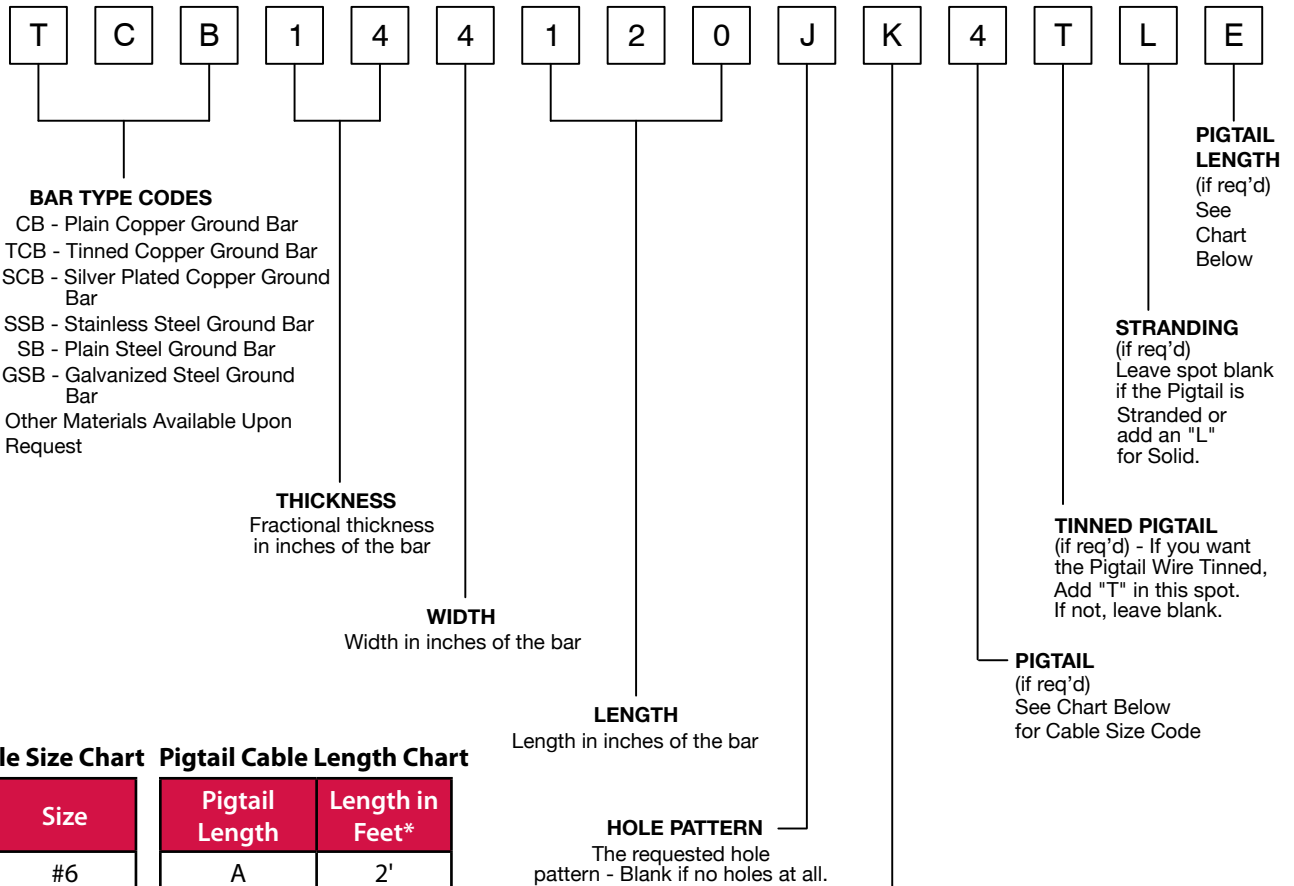 T C B 1 4 4 1 2 0 J K 4 T L E
BAR TYPE CODES
CB - Plain Copper Ground Bar
TCB - Tinned Copper Ground Bar
SCB - Silver Plated Copper Ground
Bar
SSB - Stainless Steel Ground Bar
SB - Plain Steel Ground Bar
GSB - Galvanized Steel Ground
Bar
Other Materials Available Upon
Request
THICKNESS
Fractional thickness
in inches of the bar
WIDTH
Width in inches of the bar
LENGTH
Length in inches of the bar
HOLE PATTERN
The requested hole
pattern - Blank if no holes at all.
PIGTAIL
LENGTH
(if req'd)
See
Chart
Below
STRANDING
(if req'd)
Leave spot blank
if the Pigtail is
Stranded or
add an "L"
for Solid.
TINNED PIGTAIL
(if req'd) - If you want
the Pigtail Wire Tinned,
Add "T" in this spot.
If not, leave blank.
PIGTAIL
(if req'd)
See Chart Below
for Cable Size Code
Size Chart
Size
#6
Pigtail Cable Length Chart
Pigtail Length in
Length Feet*
A 2'